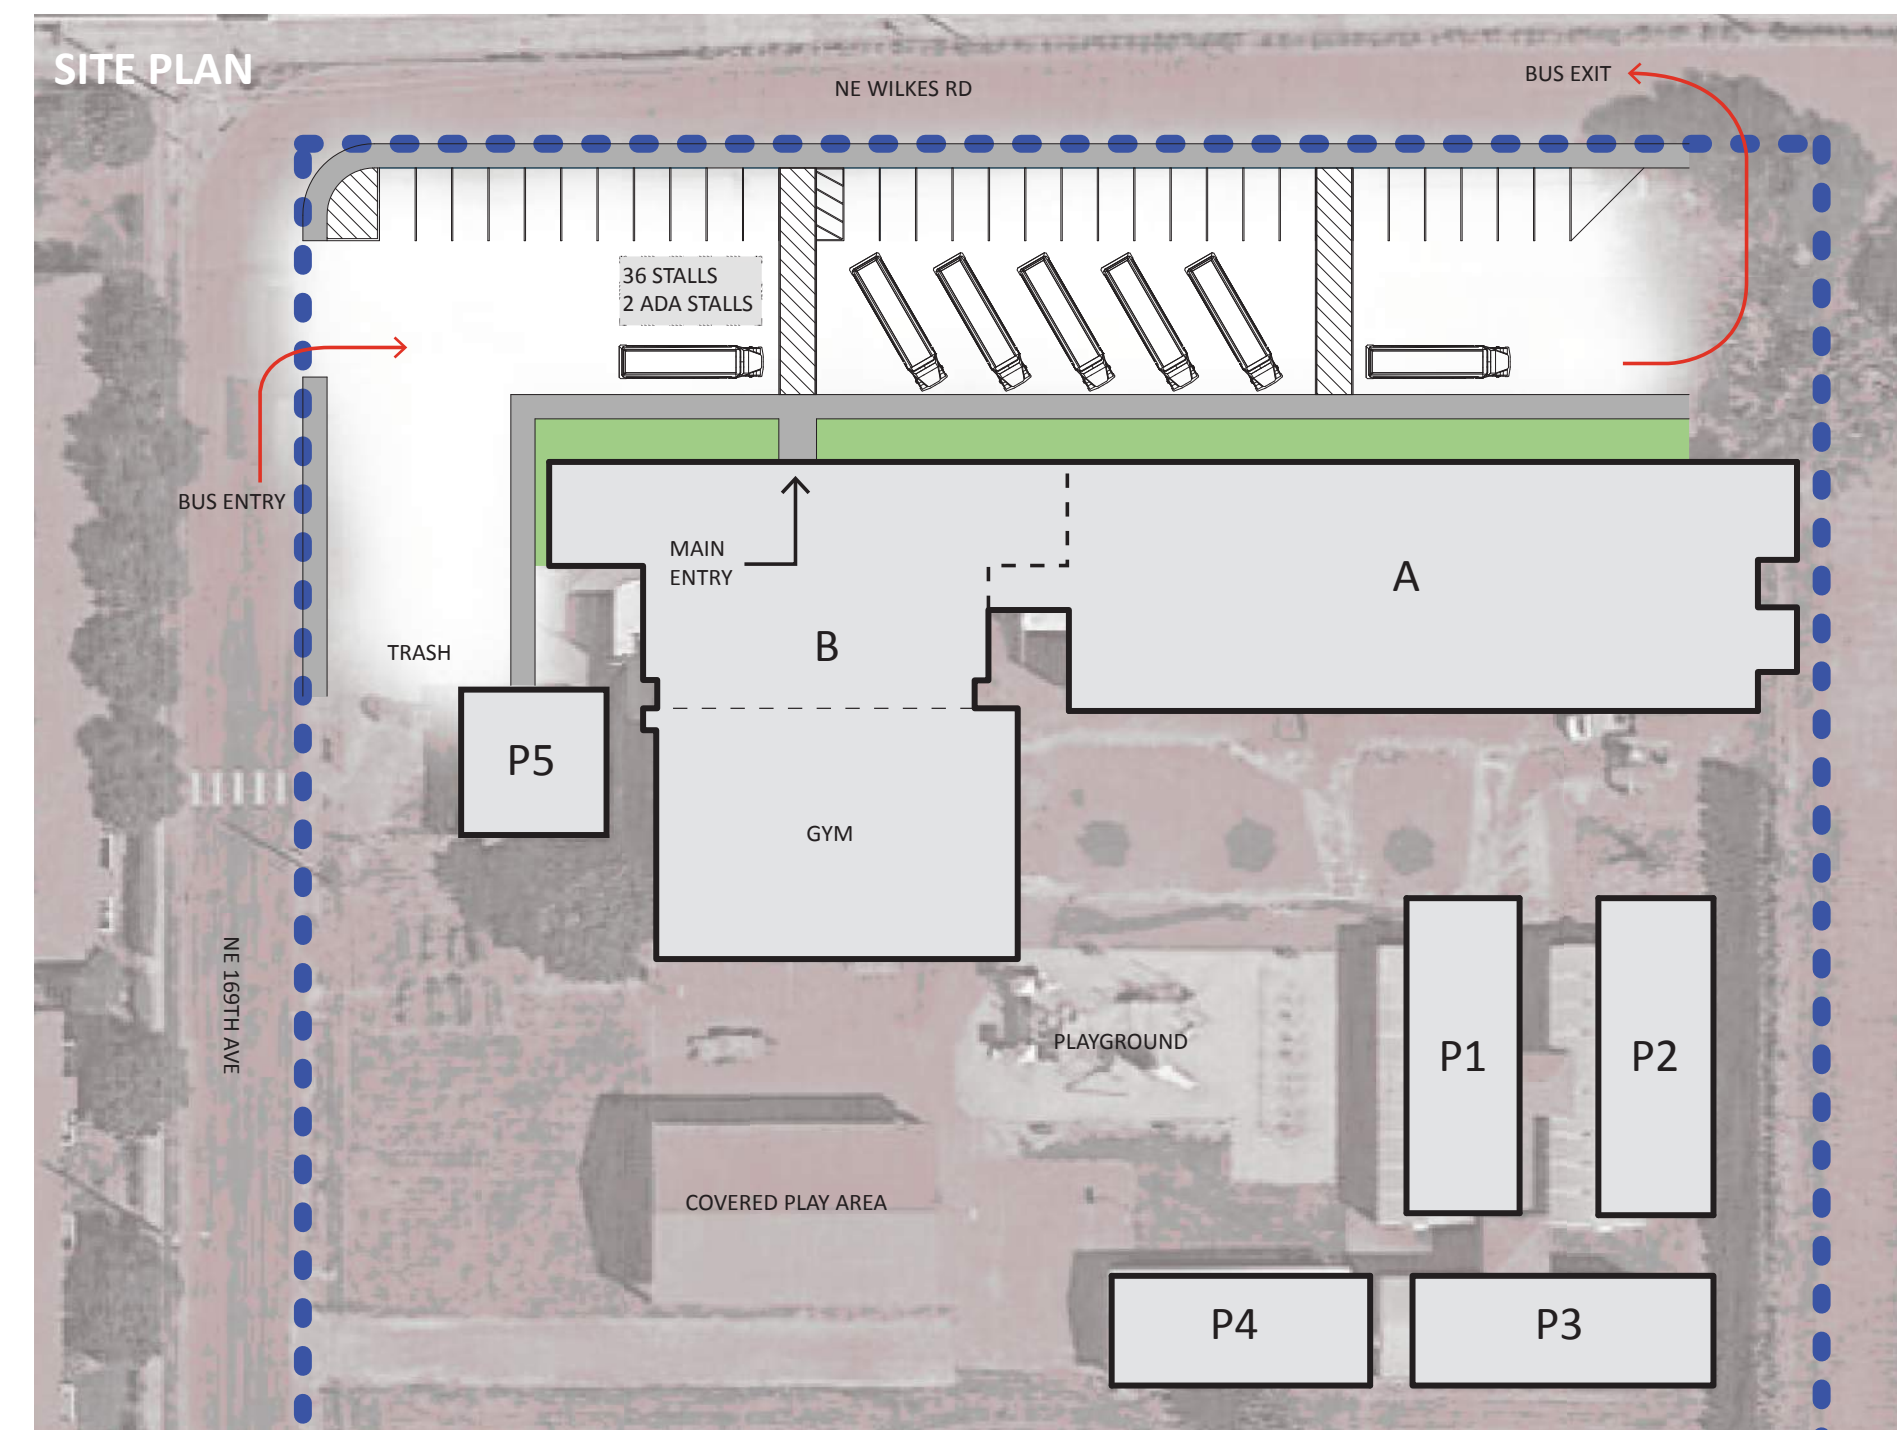 SITE PLAN
NE WILKES RD
BUS EXIT
36 STALLS
2 ADA STALLS
BUS ENTRY
MAIN
ENTRY
A
B
TRASH
P5
GYM
NE 169TH AVE
PLAYGROUND
P1
P2
COVERED PLAY AREA
P4
P3